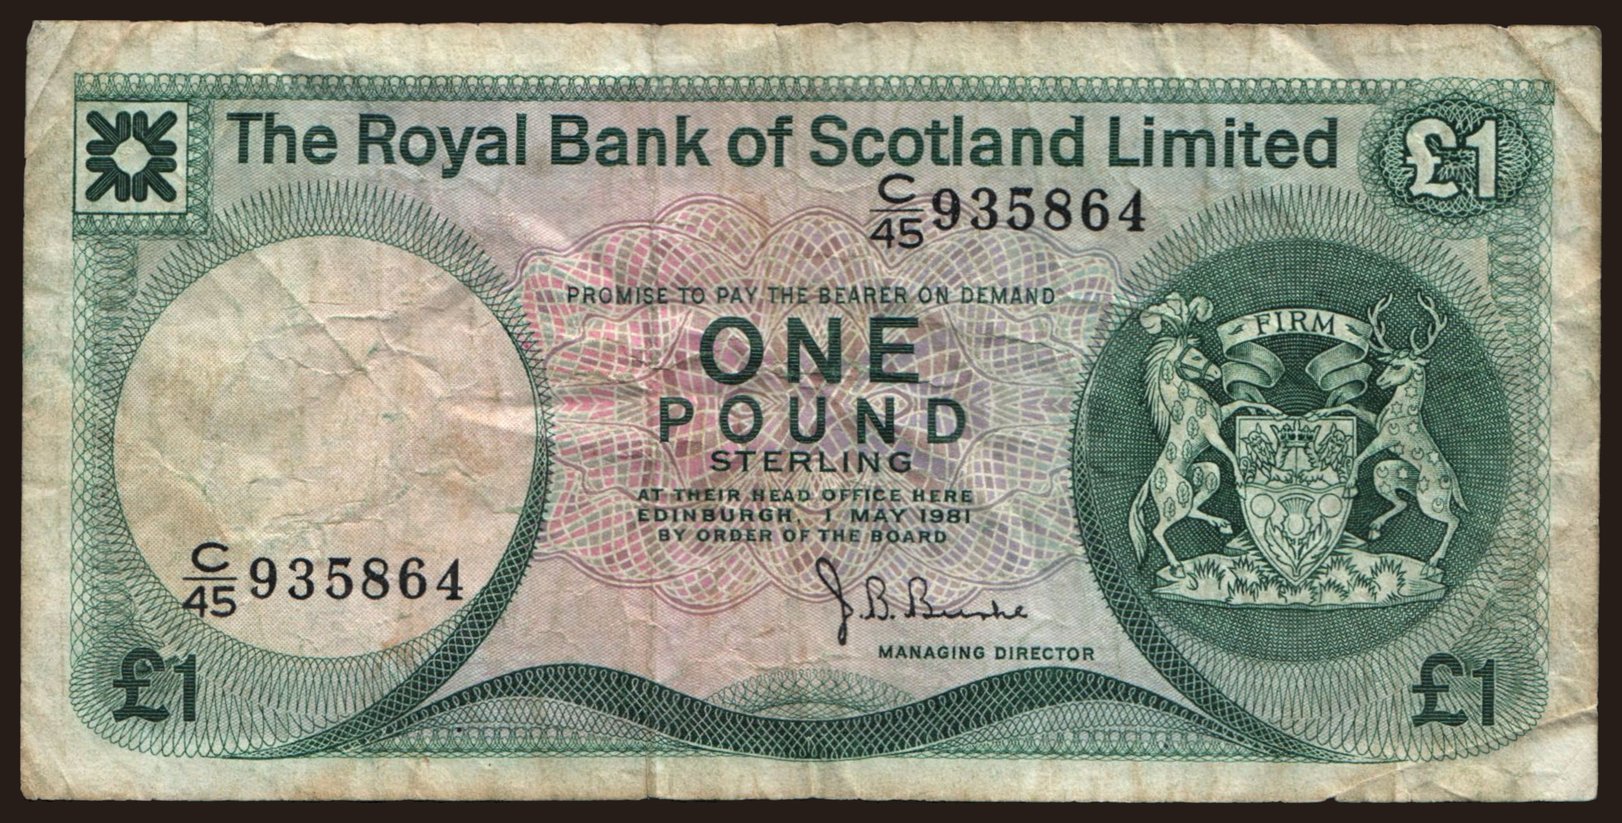 The Royal Bank of Scotland Limited
£1
C/45 935864
PROMISE TO PAY THE BEARER ON DEMAND
ONE
POUND
STERLING
AT THEIR HEAD OFFICE HERE
EDINBURGH, 1 MAY 1981
BY ORDER OF THE BOARD
FIRM
C/45 935864
J. B. Burke
MANAGING DIRECTOR
£1
£1